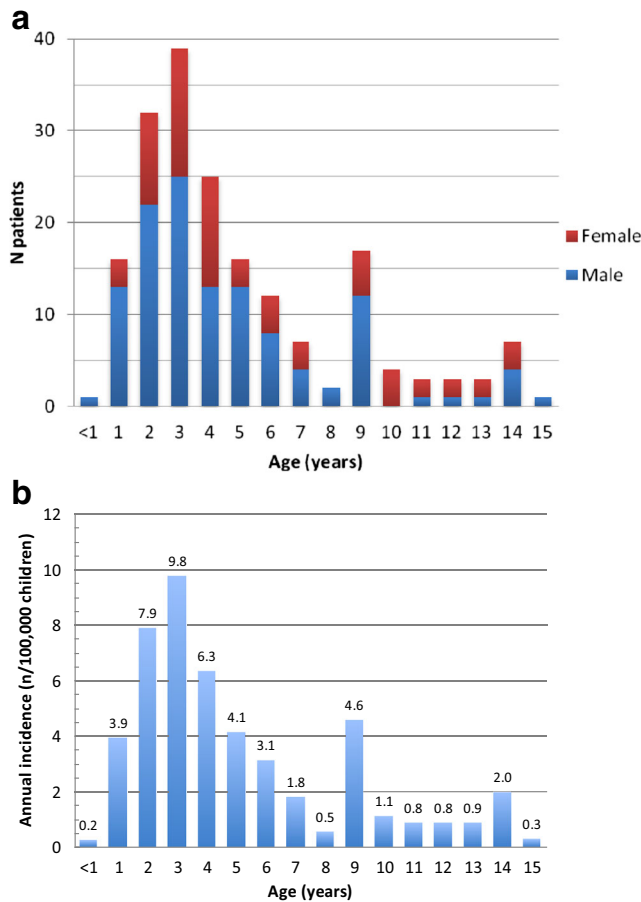 a
40
30
20
10
0
N patients
Female
Male
<1 1 2 3 4 5 6 7 8 9 10 11 12 13 14 15
Age (years)
b
12
10
8
6
4
2
0
Annual incidence (n/100,000 children)
0.2 3.9 7.9 9.8 6.3 4.1 3.1 1.8 0.5 4.6 1.1 0.8 0.8 0.9 2.0 0.3
<1 1 2 3 4 5 6 7 8 9 10 11 12 13 14 15
Age (years)